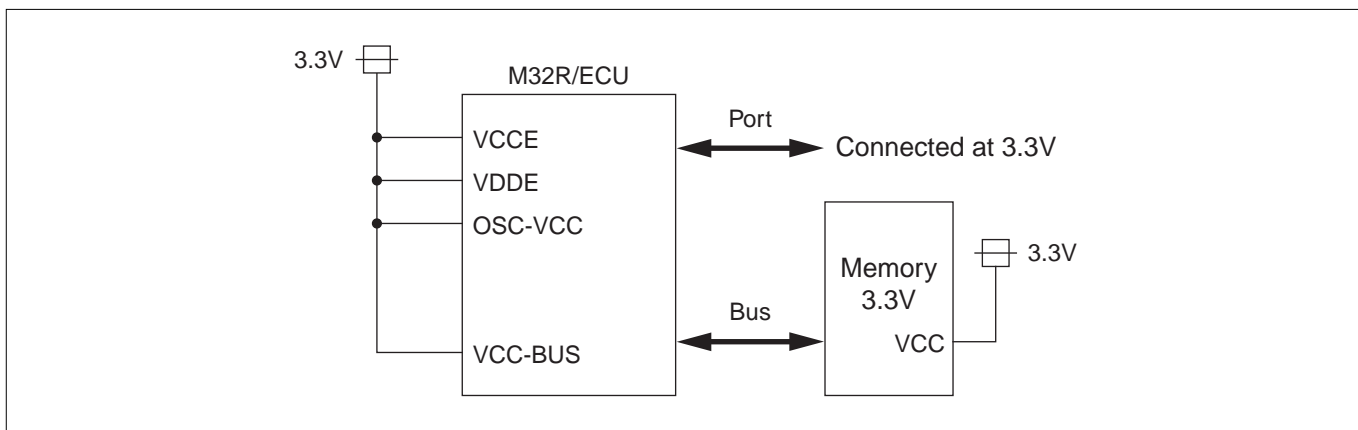 3.3V
M32R/ECU
VCCE
VDDE
OSC-VCC
VCC-BUS
Port
Connected at 3.3V
Bus
Memory
3.3V
VCC
3.3V